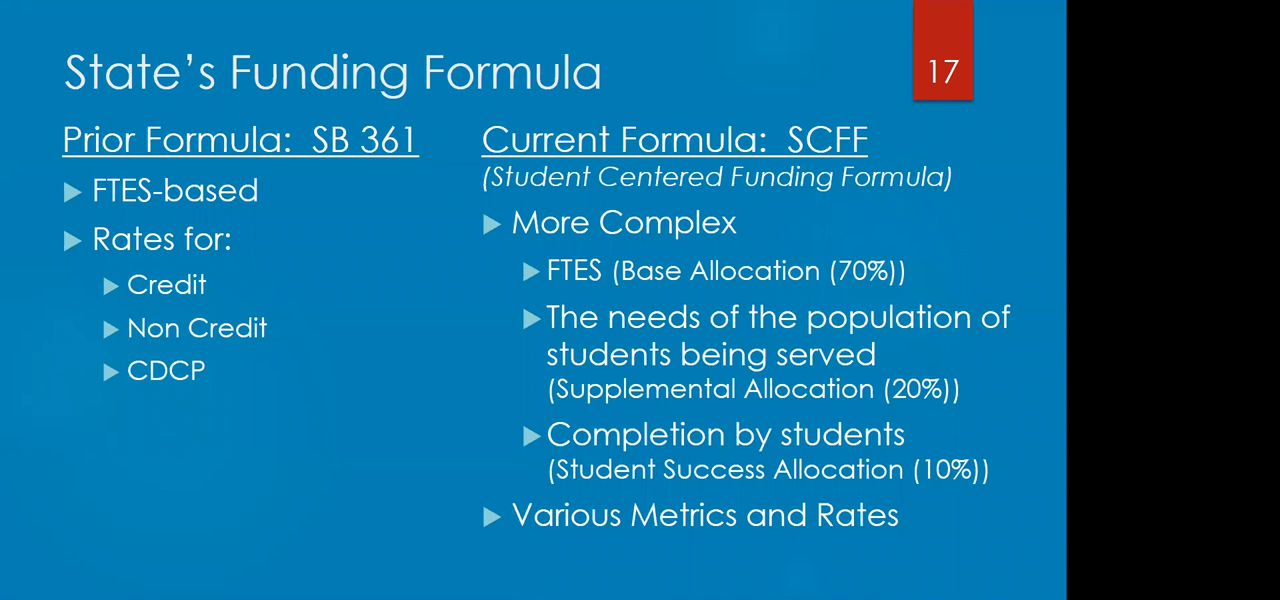 State’s Funding Formula
17
Prior Formula: SB 361
FTES-based
Rates for:
Credit
Non Credit
CDCP
Current Formula: SCFF
(Student Centered Funding Formula)
More Complex
FTES (Base Allocation (70%))
The needs of the population of
students being served
(Supplemental Allocation (20%))
Completion by students
(Student Success Allocation (10%))
Various Metrics and Rates